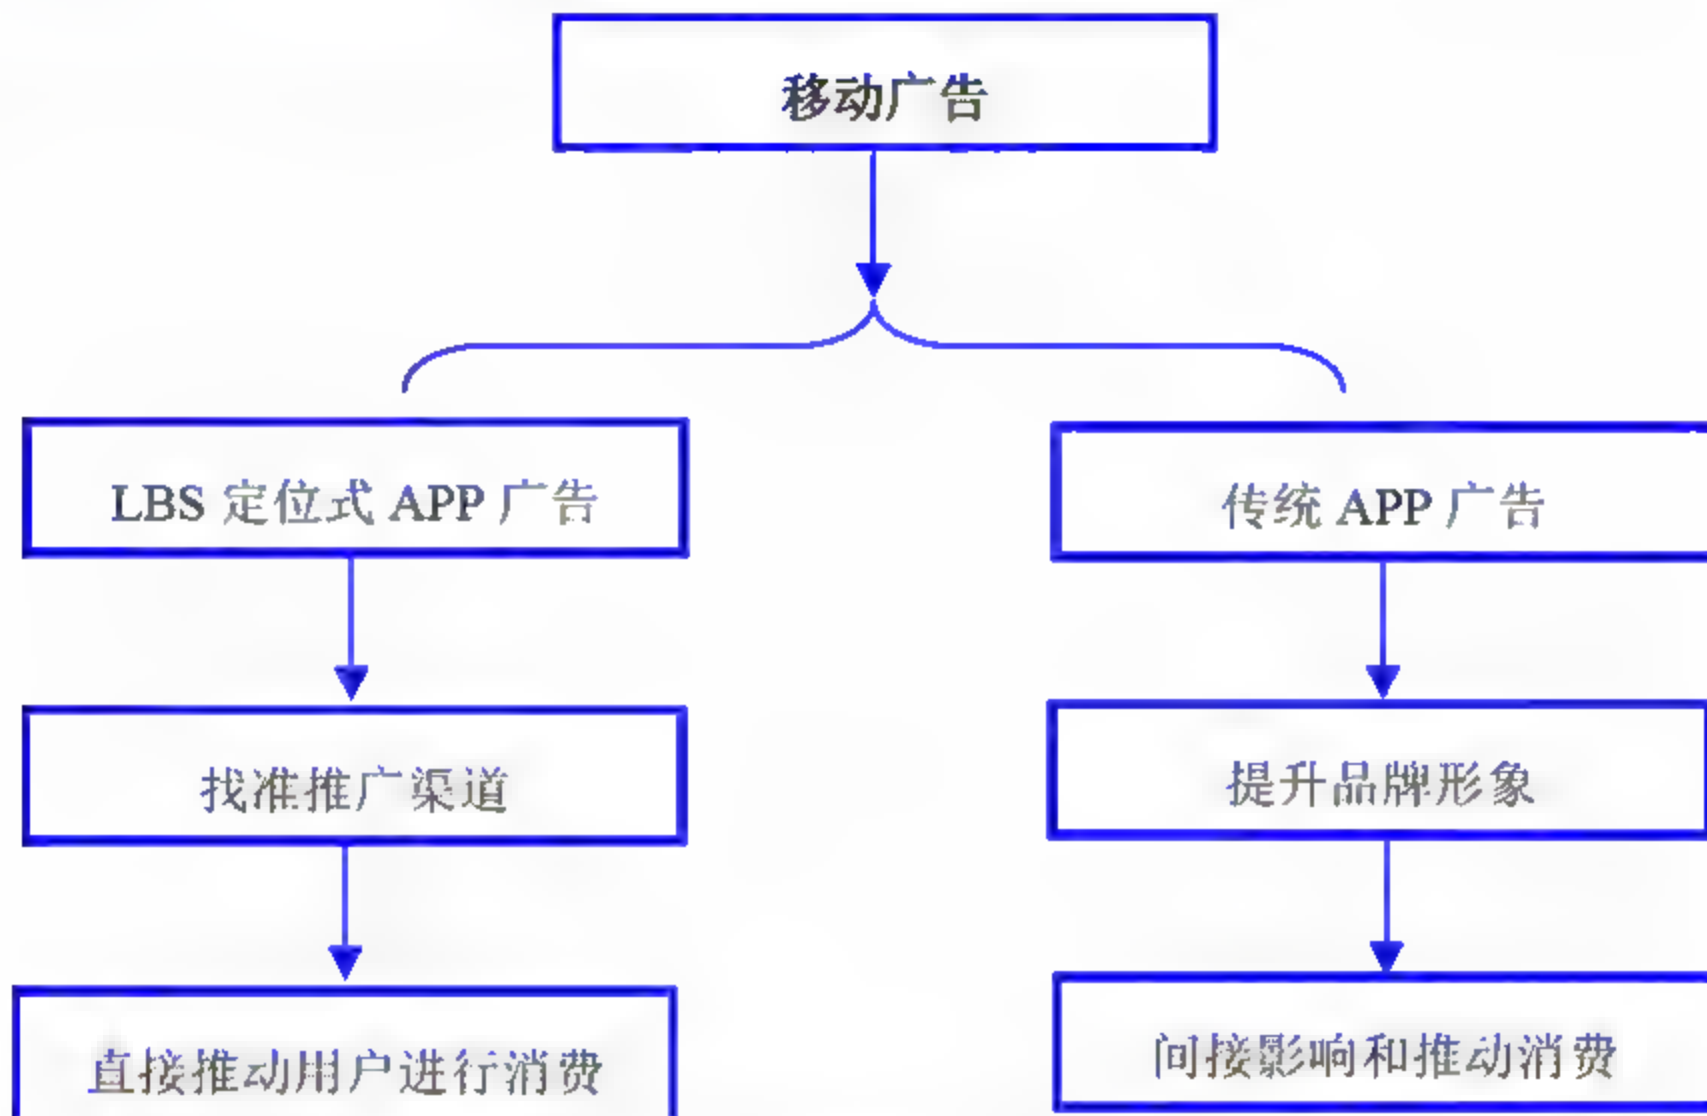 移动广告
LBS 定位式 APP 广告
传统 APP 广告
找准推广渠道
提升品牌形象
直接推动用户进行消费
间接影响和推动消费